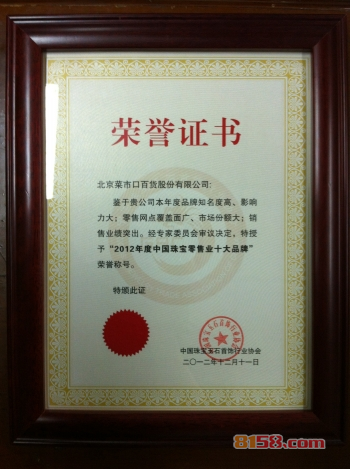 荣誉证书
北京菜市口百货股份有限公司:
鉴于贵公司本年度品牌知名度高、影响
力大；零售网点覆盖面广、市场份额大；销
售业绩突出。经专家委员会审议决定，特授
予“2012年度中国珠宝零售业十大品牌”
荣誉称号。
特颁此证
中国珠宝玉石首饰行业协会
二〇一二年十二月十一日
8158.com